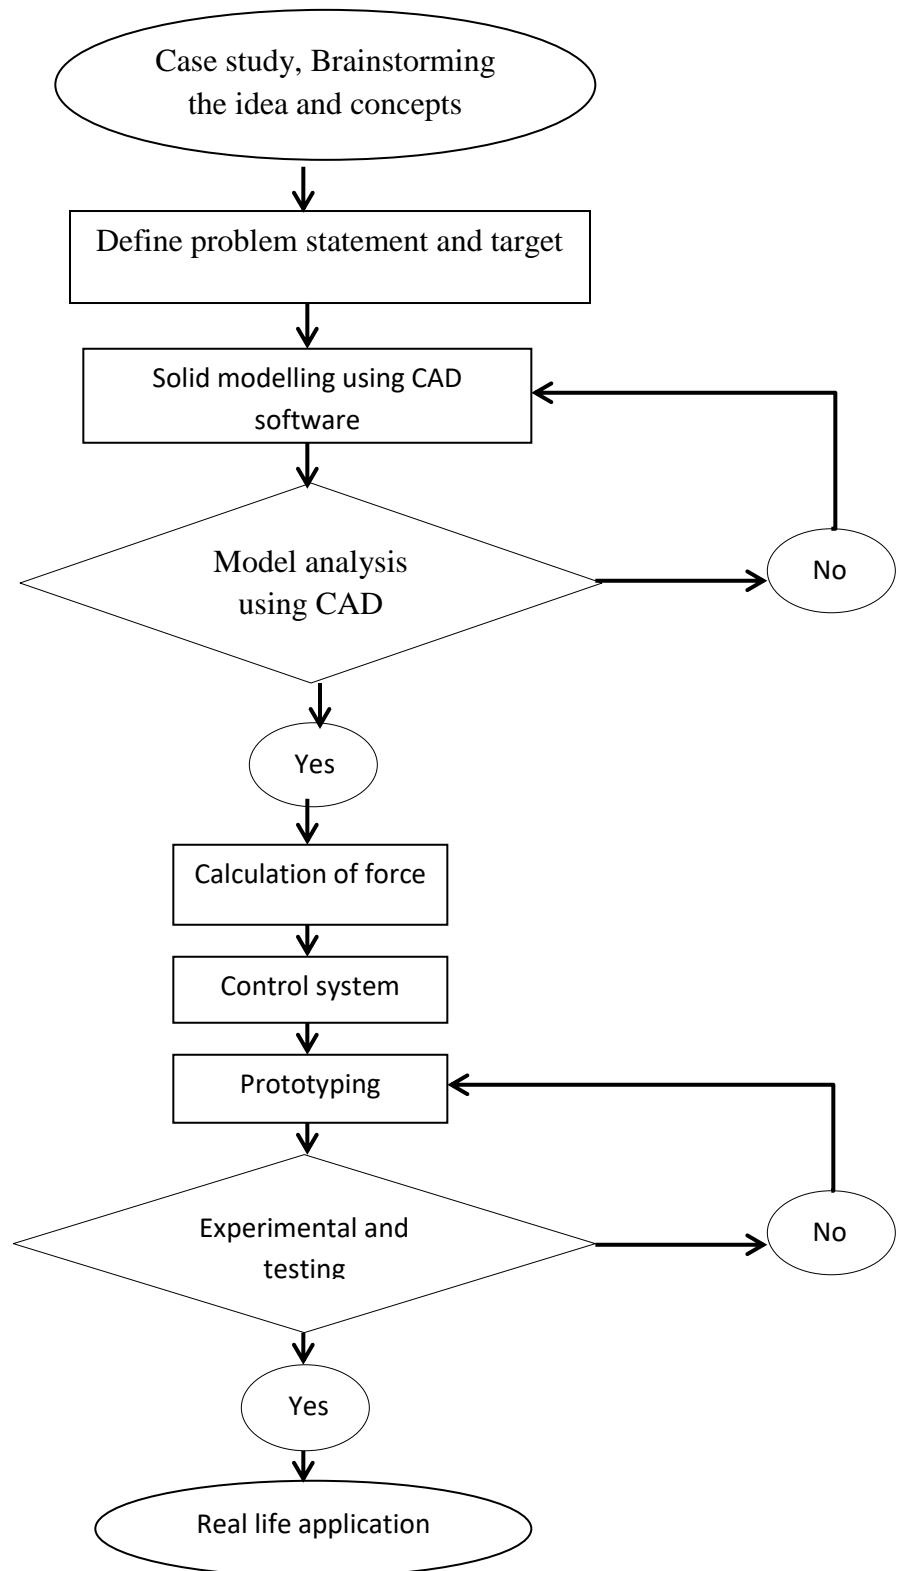 Case study, Brainstorming
the idea and concepts
Define problem statement and target
Solid modelling using CAD
software
Model analysis
using CAD
No
Yes
Calculation of force
Control system
Prototyping
Experimental and
testing
No
Yes
Real life application